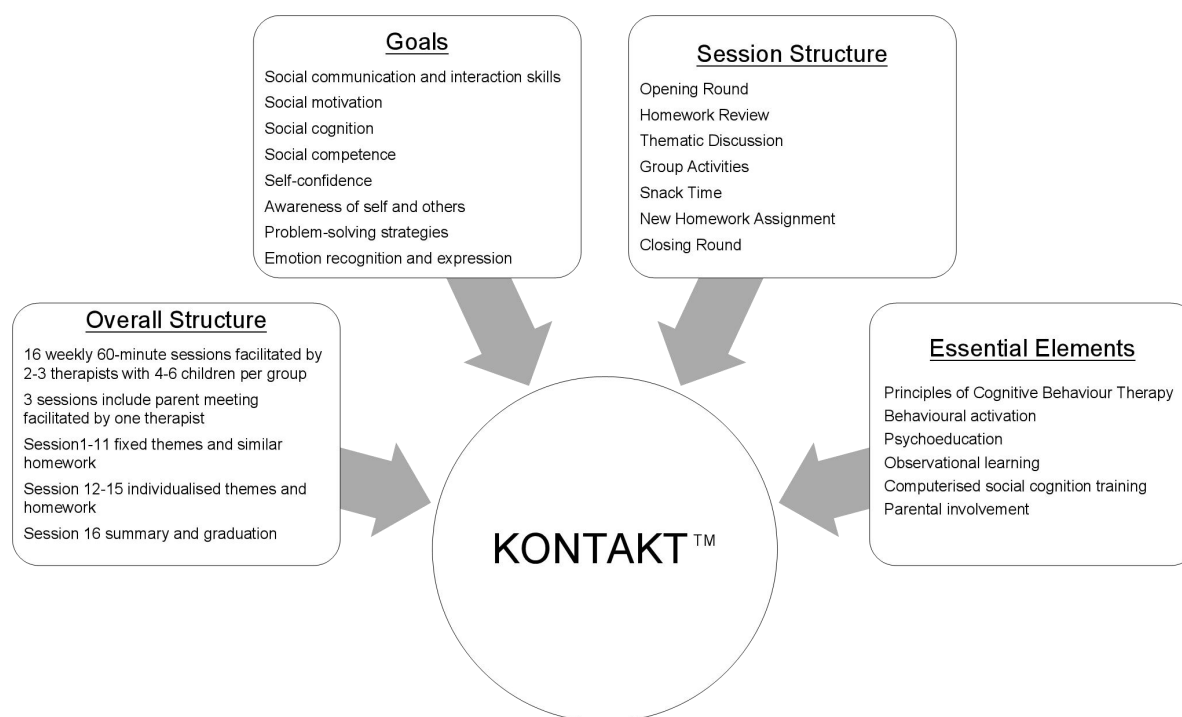 Goals
Social communication and interaction skills
Social motivation
Social cognition
Social competence
Self-confidence
Awareness of self and others
Problem-solving strategies
Emotion recognition and expression
Session Structure
Opening Round
Homework Review
Thematic Discussion
Group Activities
Snack Time
New Homework Assignment
Closing Round
Overall Structure
16 weekly 60-minute sessions facilitated by
2-3 therapists with 4-6 children per group
3 sessions include parent meeting
facilitated by one therapist
Session1-11 fixed themes and similar
homework
Session 12-15 individualised themes and
homework
Session 16 summary and graduation
Essential Elements
Principles of Cognitive Behaviour Therapy
Behavioural activation
Psychoeducation
Observational learning
Computerised social cognition training
Parental involvement
KONTAKT™